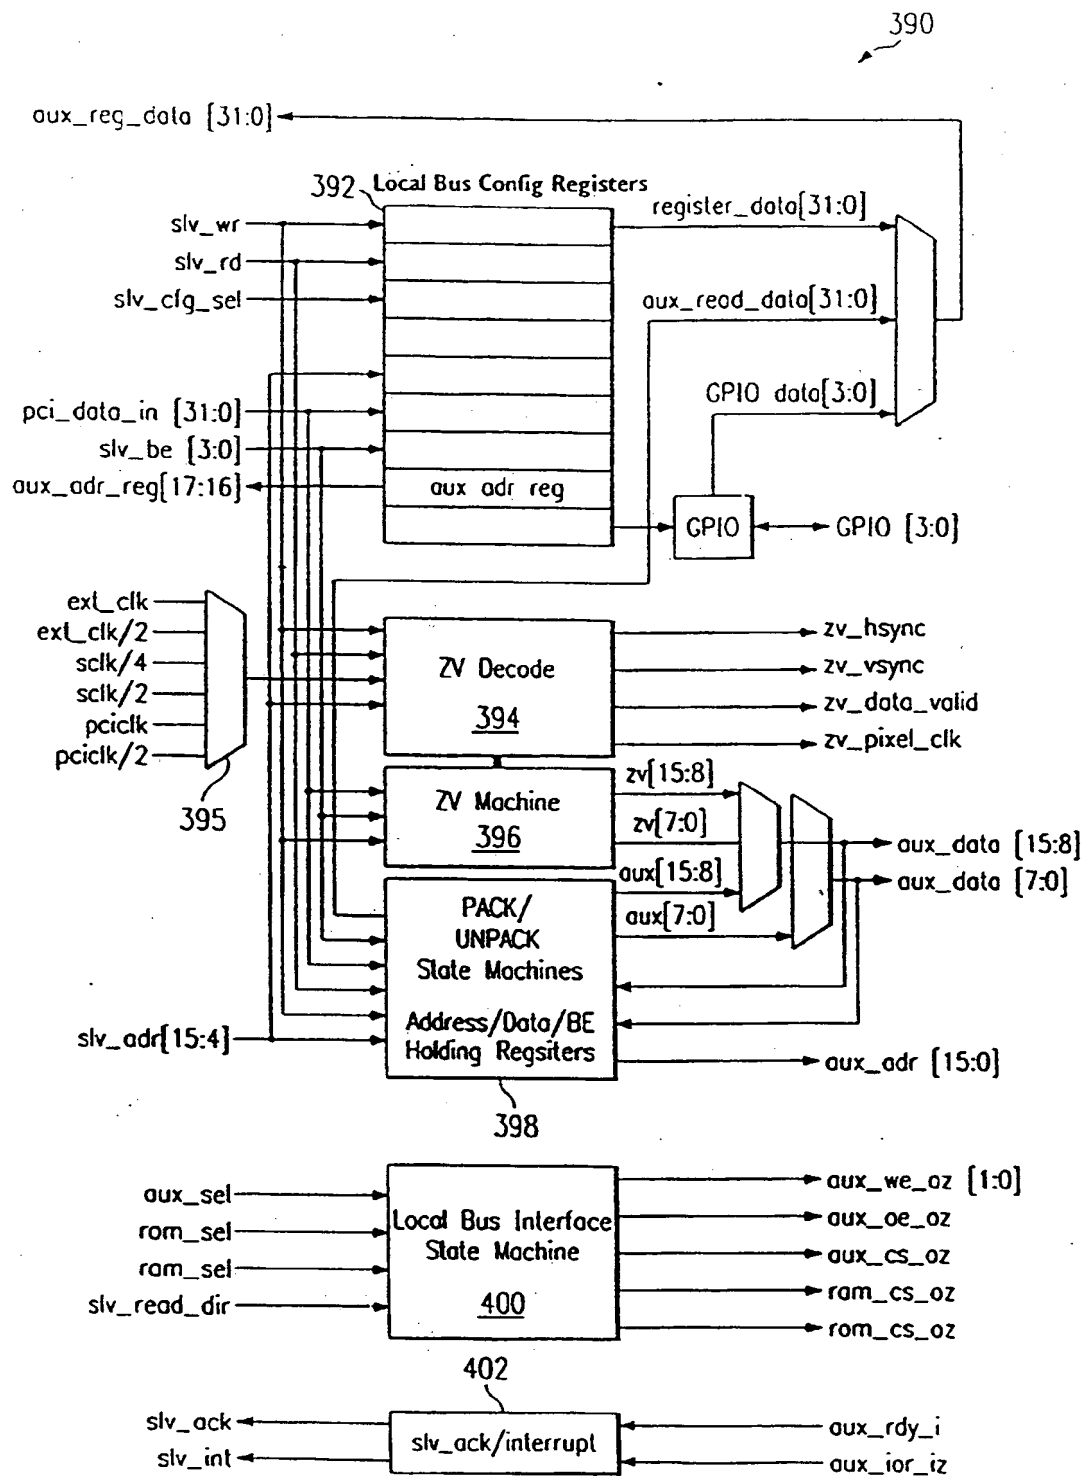 390
aux_reg_data [31:0]
392 Local Bus Config Registers
slv_wr
register_data[31:0]
slv_rd
slv_cfg_sel
aux_read_data[31:0]
GPIO data[3:0]
pci_data_in [31:0]
slv_be [3:0]
aux_adr_reg[17:16]
aux adr reg
GPIO
GPIO [3:0]
ext_clk
ext_clk/2
sclk/4
sclk/2
pciclk
pciclk/2
395
ZV Decode
394
zv_hsync
zv_vsync
zv_data_valid
zv_pixel_clk
ZV Machine
396
zv[15:8]
zv[7:0]
aux[15:8]
aux[7:0]
aux_data [15:8]
aux_data [7:0]
PACK/
UNPACK
State Machines
Address/Data/BE
Holding Regsiters
slv_adr[15:4]
aux_adr [15:0]
398
aux_sel
rom_sel
ram_sel
slv_read_dir
Local Bus Interface
State Machine
400
aux_we_oz [1:0]
aux_oe_oz
aux_cs_oz
ram_cs_oz
rom_cs_oz
402
slv_ack
slv_int
slv_ack/interrupt
aux_rdy_i
aux_ior_iz